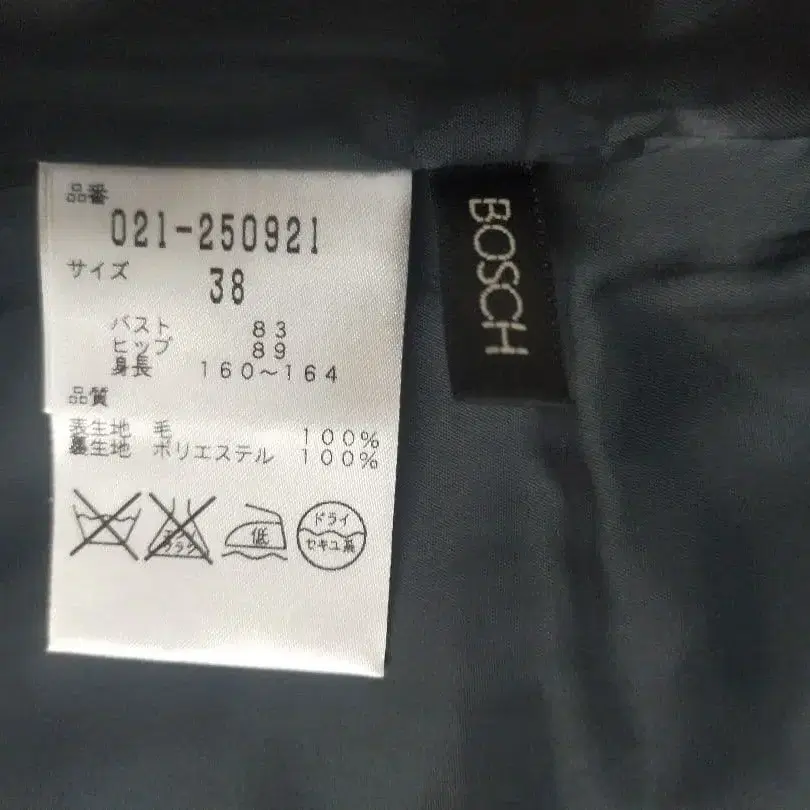 品番
021-250921
サイズ
38
バスト 83
ヒップ 89
身長 160~164
品質
表生地 毛 100%
裏生地 ポリエステル 100%
低
ドライ
セキユ系
BOSCH